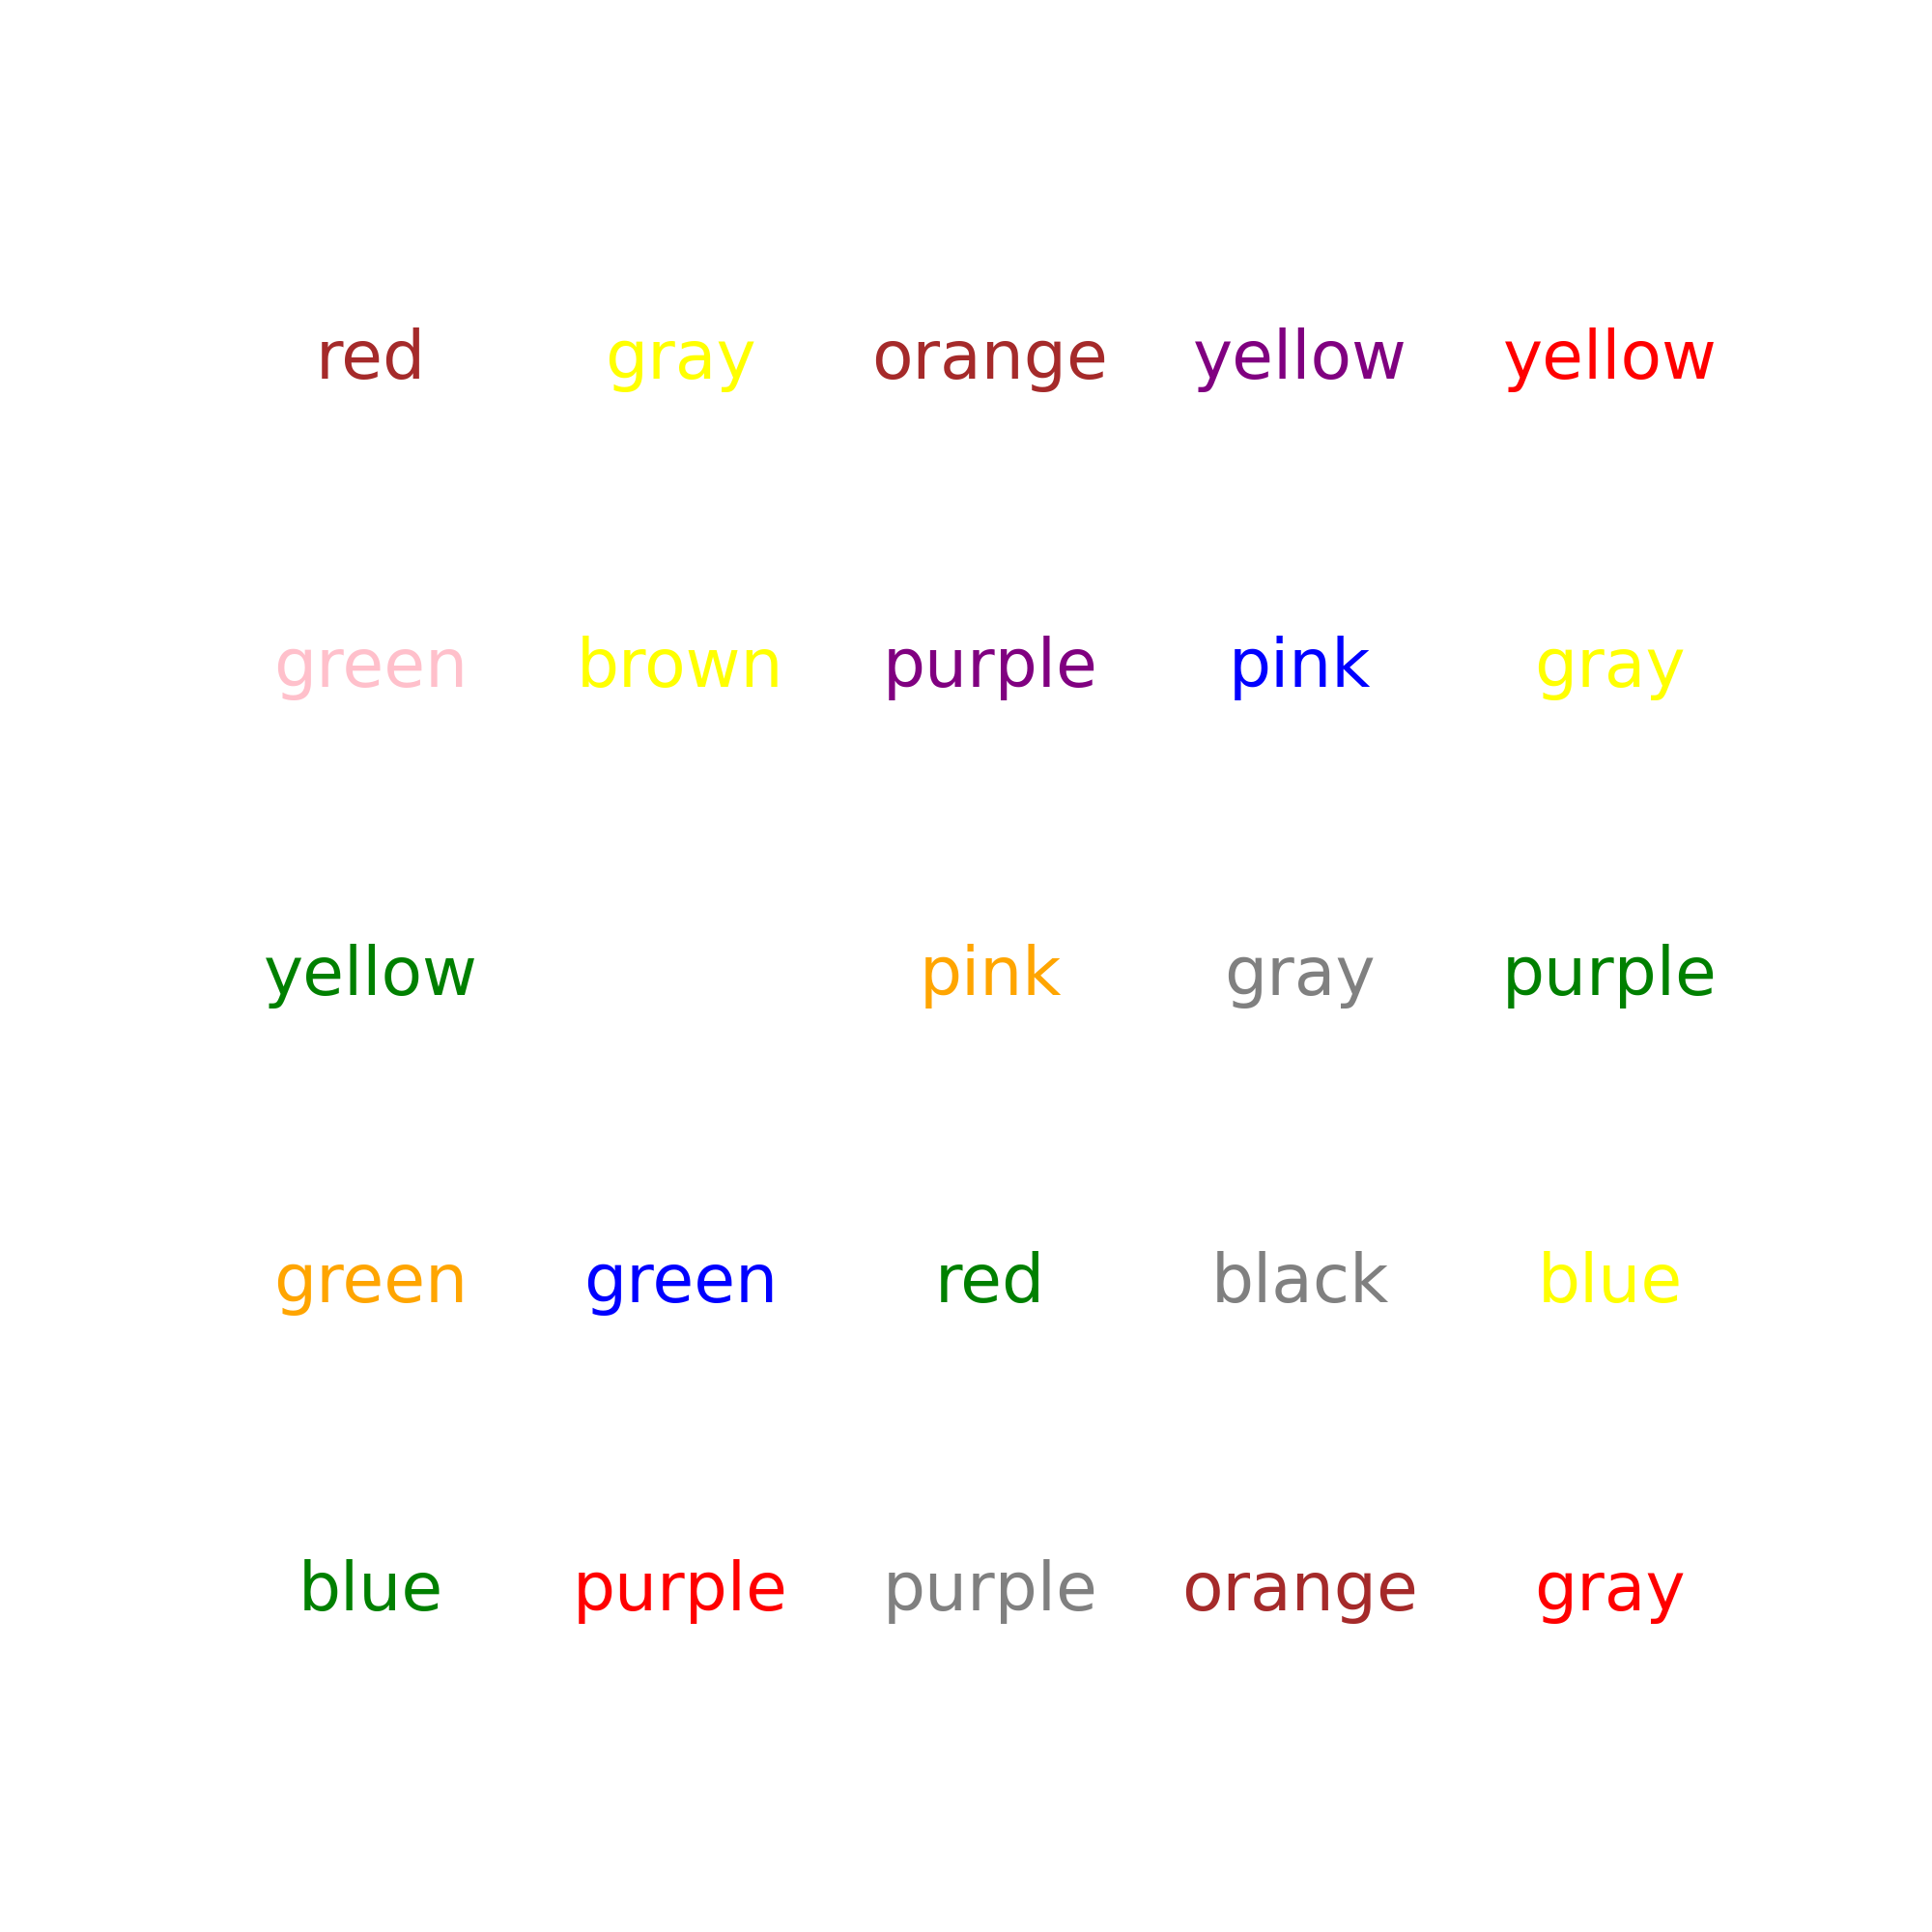 red gray orange yellow yellow
green brown purple pink gray
yellow pink gray purple
green green red black blue
blue purple purple orange gray